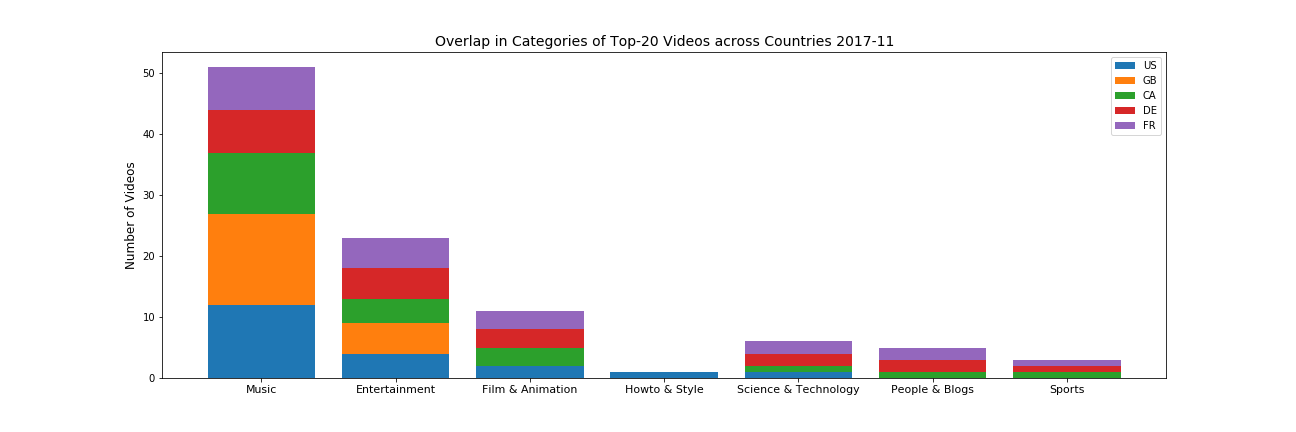 Overlap in Categories of Top-20 Videos across Countries 2017-11
US
GB
CA
DE
FR
Number of Videos
50
40
30
20
10
0
Music Entertainment Film & Animation Howto & Style Science & Technology People & Blogs Sports